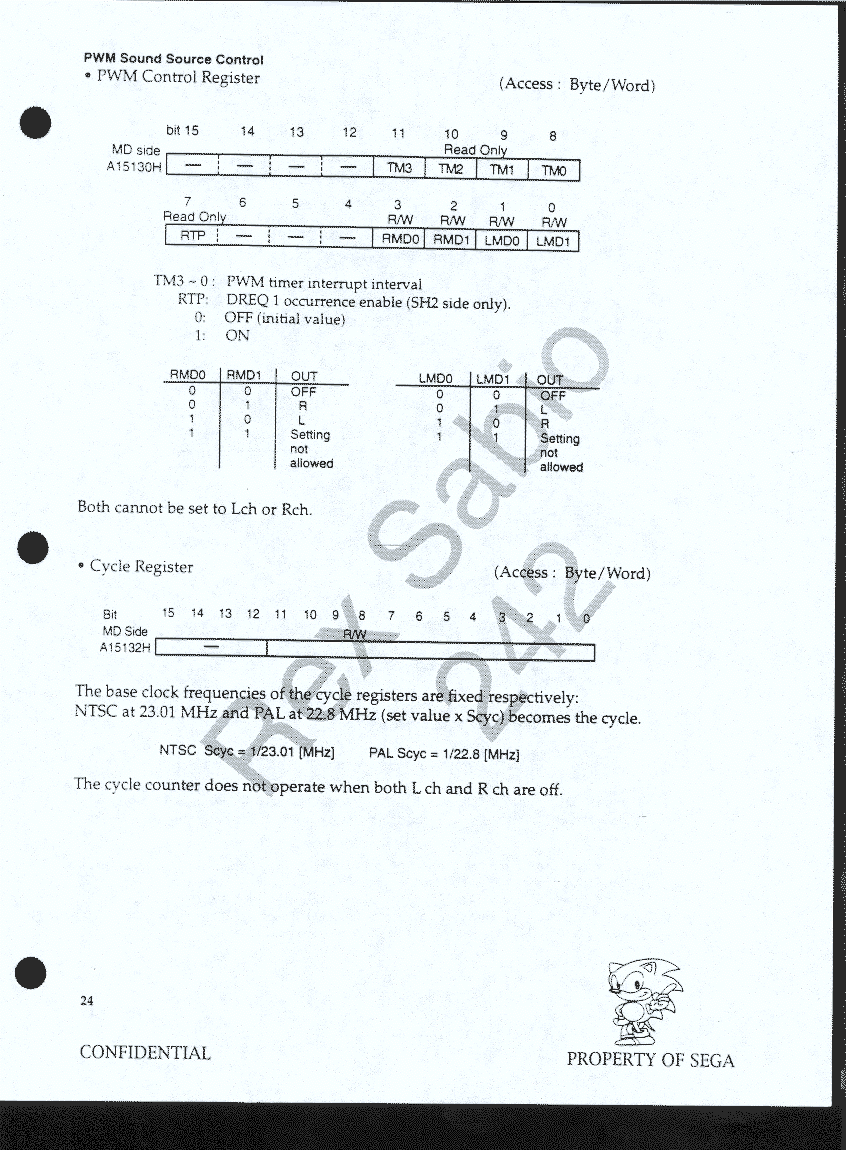 PWM Sound Source Control
• PWM Control Register (Access : Byte/Word)
bit 15 14 13 12 11 10 9 8
MD side Read Only
A15130H — — — — TM3 TM2 TM1 TM0
7 6 5 4 3 2 1 0
Read Only R/W R/W R/W R/W
RTP — — — RMD0 RMD1 LMD0 LMD1
TM3 ~ 0 : PWM timer interrupt interval
RTP: DREQ 1 occurrence enable (SH2 side only).
0: OFF (initial value)
1: ON
RMD0 RMD1 OUT
0 0 OFF
0 1 R
1 0 L
1 1 Setting
not
allowed
LMD0 LMD1 OUT
0 0 OFF
0 1 L
1 0 R
1 1 Setting
not
allowed
Both cannot be set to Lch or Rch.
• Cycle Register (Access : Byte/Word)
Bit 15 14 13 12 11 10 9 8 7 6 5 4 3 2 1 0
MD Side R/W
A15132H —
The base clock frequencies of the cycle registers are fixed respectively:
NTSC at 23.01 MHz and PAL at 22.8 MHz (set value x Scyc) becomes the cycle.
NTSC Scyc = 1/23.01 [MHz] PAL Scyc = 1/22.8 [MHz]
The cycle counter does not operate when both L ch and R ch are off.
Rex Sabio
242
24
CONFIDENTIAL
PROPERTY OF SEGA